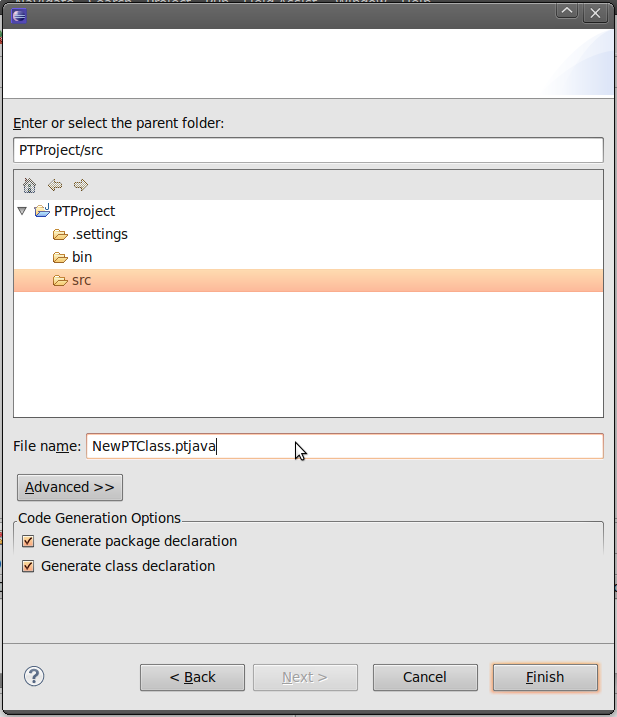 Enter or select the parent folder:
PTProject/src
PTProject
.settings
bin
src
File name: NewPTClass.ptjava
Advanced >>
Code Generation Options
Generate package declaration
Generate class declaration
< Back Next > Cancel Finish